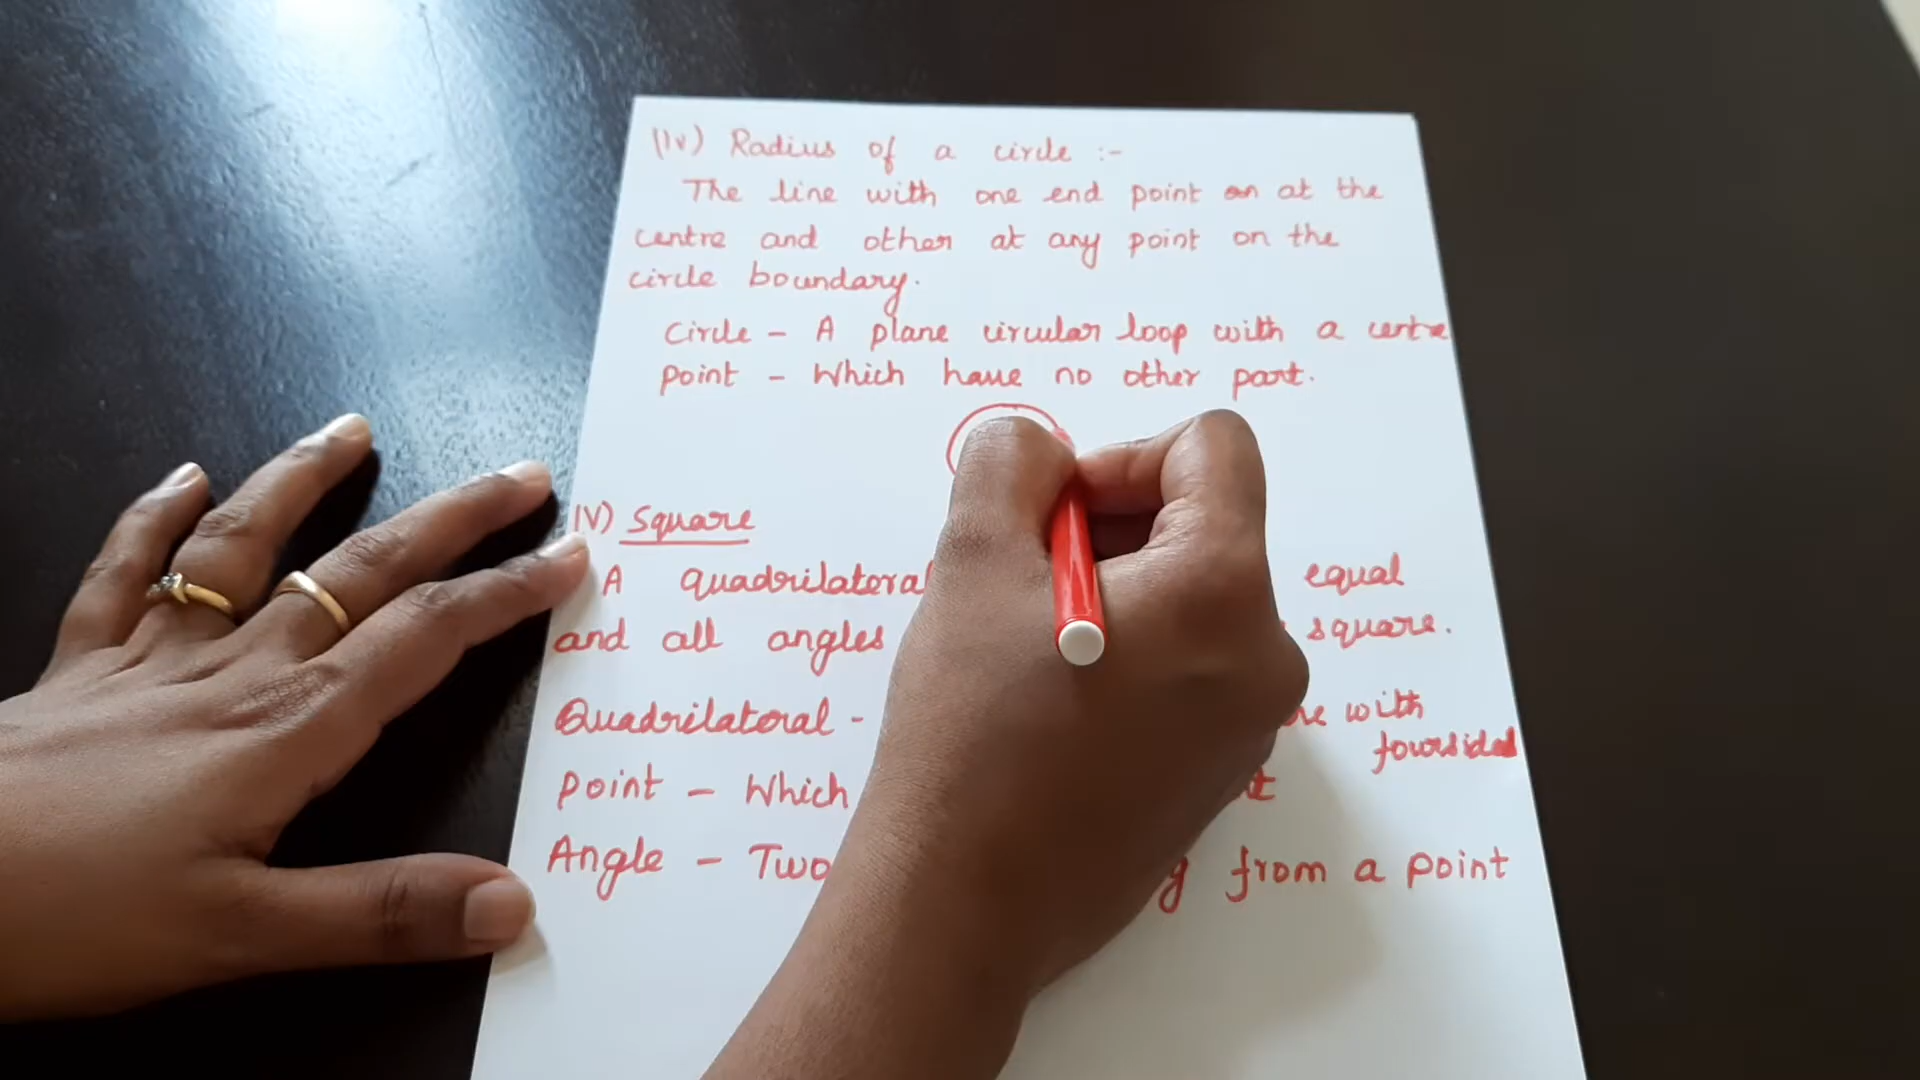 (iv) Radius of a circle :-
The line with one end point at the
centre and other at any point on the
circle boundary.
Circle - A plane circular loop with a centre
point - Which have no other part.
IV) Square
A quadrilateral equal
and all angles square.
Quadrilateral - with
foursided
Point - Which
Angle - Two from a point